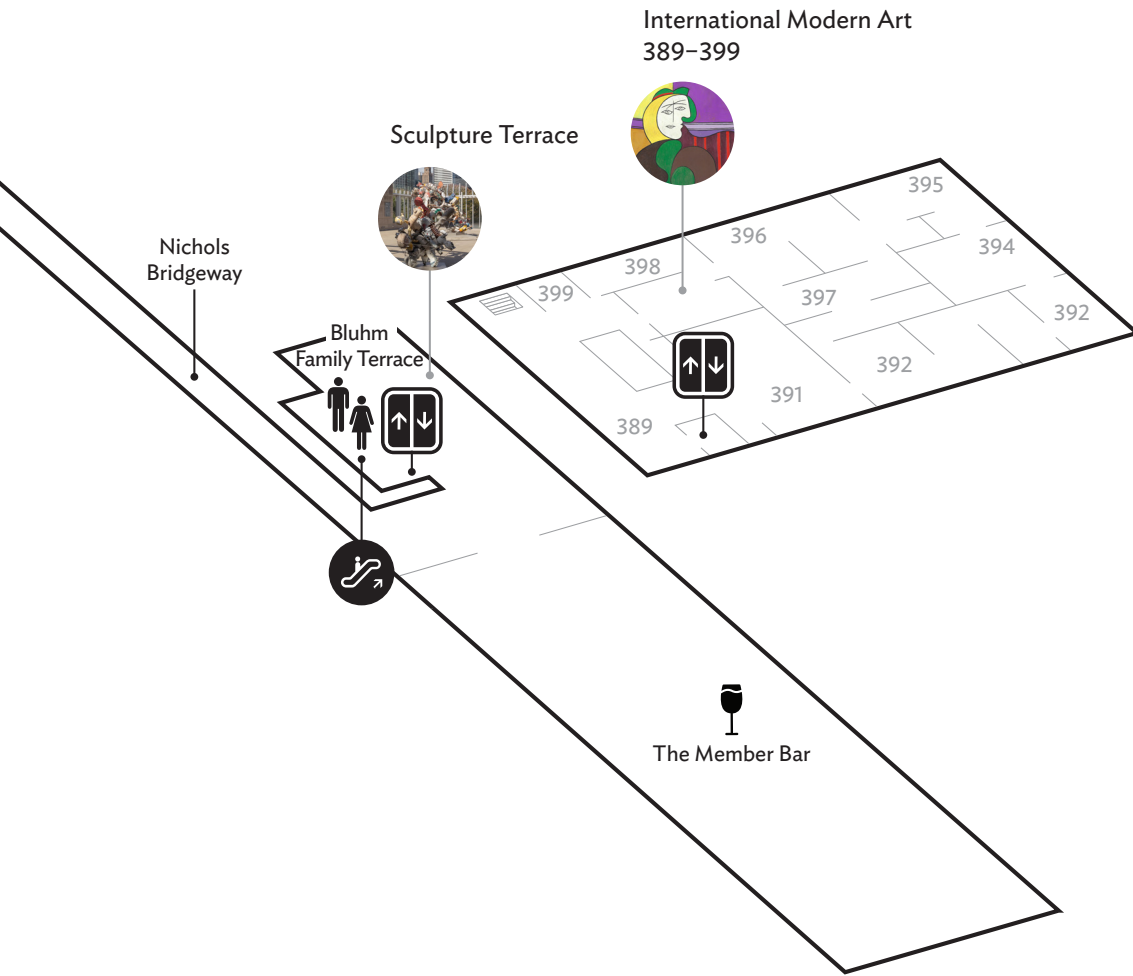 International Modern Art
389–399
Sculpture Terrace
395
396
394
Nichols
Bridgeway
398
399
397
392
Bluhm
Family Terrace
392
391
389
The Member Bar